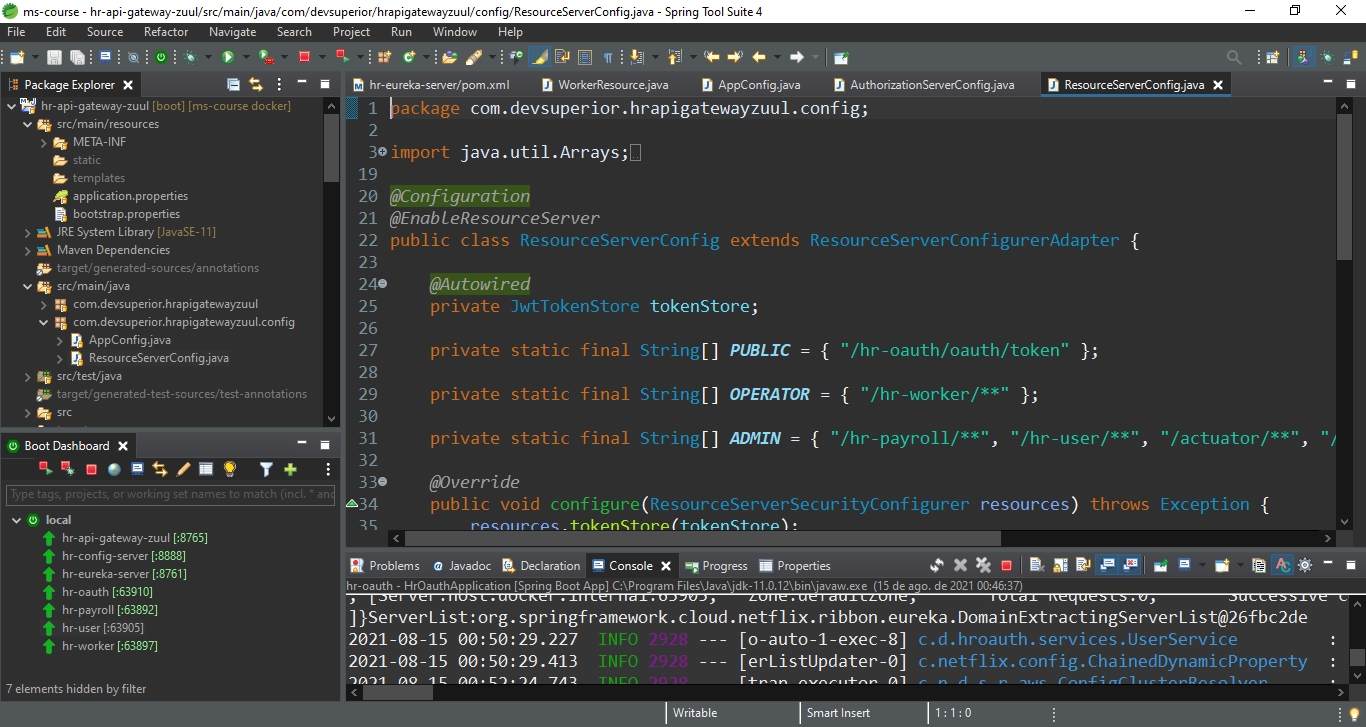 ms-course - hr-api-gateway-zuul/src/main/java/com/devsuperior/hrapigatewayzuul/config/ResourceServerConfig.java - Spring Tool Suite 4
File Edit Source Refactor Navigate Search Project Run Window Help
Package Explorer
hr-api-gateway-zuul [boot] [ms-course docker]
src/main/resources
META-INF
static
templates
application.properties
bootstrap.properties
JRE System Library [JavaSE-11]
Maven Dependencies
target/generated-sources/annotations
src/main/java
com.devsuperior.hrapigatewayzuul
com.devsuperior.hrapigatewayzuul.config
AppConfig.java
ResourceServerConfig.java
src/test/java
target/generated-test-sources/test-annotations
src
Boot Dashboard
Type tags, projects, or working set names to match (incl. * and
local
hr-api-gateway-zuul [:8765]
hr-config-server [:8888]
hr-eureka-server [:8761]
hr-oauth [:63910]
hr-payroll [:63892]
hr-user [:63905]
hr-worker [:63897]
7 elements hidden by filter
hr-eureka-server/pom.xml WorkerResource.java AppConfig.java AuthorizationServerConfig.java ResourceServerConfig.java
1 package com.devsuperior.hrapigatewayzuul.config;
2
3 import java.util.Arrays;
19
20 @Configuration
21 @EnableResourceServer
22 public class ResourceServerConfig extends ResourceServerConfigurerAdapter {
23
24 @Autowired
25 private JwtTokenStore tokenStore;
26
27 private static final String[] PUBLIC = { "/hr-oauth/oauth/token" };
28
29 private static final String[] OPERATOR = { "/hr-worker/**" };
30
31 private static final String[] ADMIN = { "/hr-payroll/**", "/hr-user/**", "/actuator/**", "/
32
33 @Override
34 public void configure(ResourceServerSecurityConfigurer resources) throws Exception {
35 resources.tokenStore(tokenStore);
Problems Javadoc Declaration Console Progress Properties
hr-oauth - HrOauthApplication [Spring Boot App] C:\Program Files\Java\jdk-11.0.12\bin\javaw.exe (15 de ago. de 2021 00:46:37)
, [Server:host.docker.internal:63905; Zone:defaultZone; Total Requests:0; Successive c
]}ServerList:org.springframework.cloud.netflix.ribbon.eureka.DomainExtractingServerList@26fbc2de
2021-08-15 00:50:29.227 INFO 2928 --- [o-auto-1-exec-8] c.d.hroauth.services.UserService :
2021-08-15 00:50:29.413 INFO 2928 --- [erListUpdater-0] c.netflix.config.ChainedDynamicProperty :
2021-08-15 00:52:24.743 INFO 2928 --- [trap-executor-0] c.n.d.s.r.aws.ConfigClusterResolver :
Writable Smart Insert 1 : 1 : 0